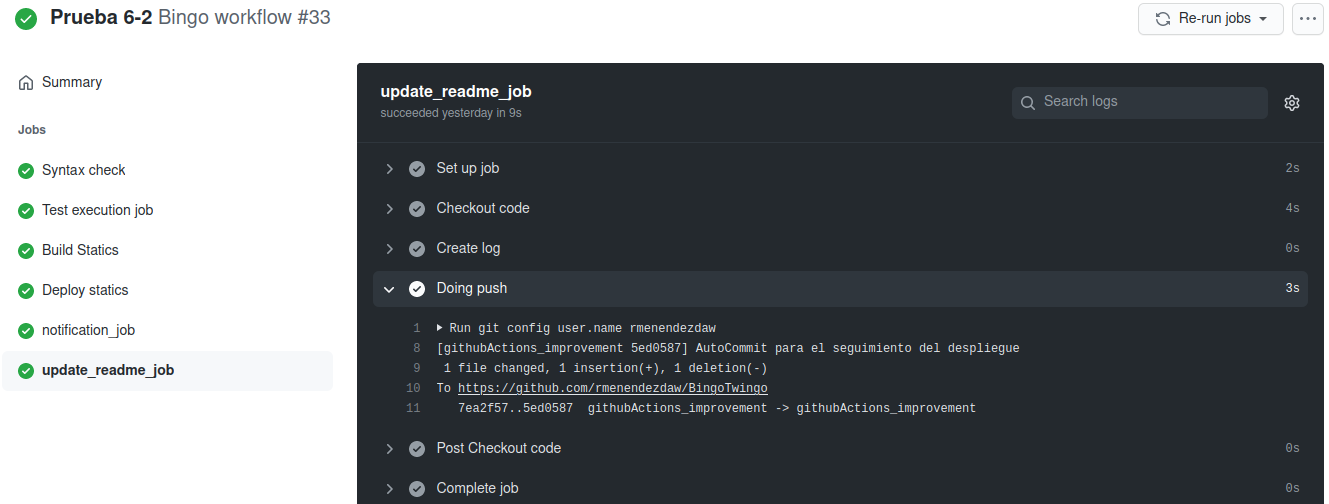 Prueba 6-2 Bingo workflow #33
Re-run jobs
Summary
Jobs
Syntax check
Test execution job
Build Statics
Deploy statics
notification_job
update_readme_job
update_readme_job
succeeded yesterday in 9s
Search logs
Set up job 2s
Checkout code 4s
Create log 0s
Doing push 3s
1 Run git config user.name rmenendezdaw
8 [githubActions_improvement 5ed0587] AutoCommit para el seguimiento del despliegue
9 1 file changed, 1 insertion(+), 1 deletion(-)
10 To https://github.com/rmenendezdaw/BingoTwingo
11 7ea2f57..5ed0587 githubActions_improvement -> githubActions_improvement
Post Checkout code 0s
Complete job 0s